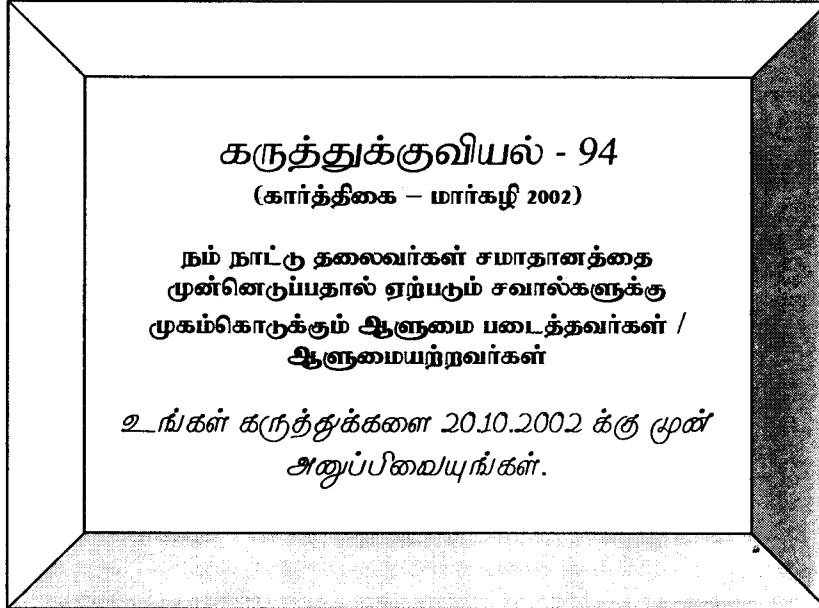 கருத்துக்குவியல் - 94
(கார்த்திகை – மார்கழி 2002)
நம் நாட்டு தலைவர்கள் சமாதானத்தை
முன்னெடுப்பதால் ஏற்படும் சவால்களுக்கு
முகம்கொடுக்கும் ஆளுமை படைத்தவர்கள் /
ஆளுமையற்றவர்கள்
உங்கள் கருத்துக்களை 20.10.2002 க்கு முன்
அனுப்பிவையுங்கள்.